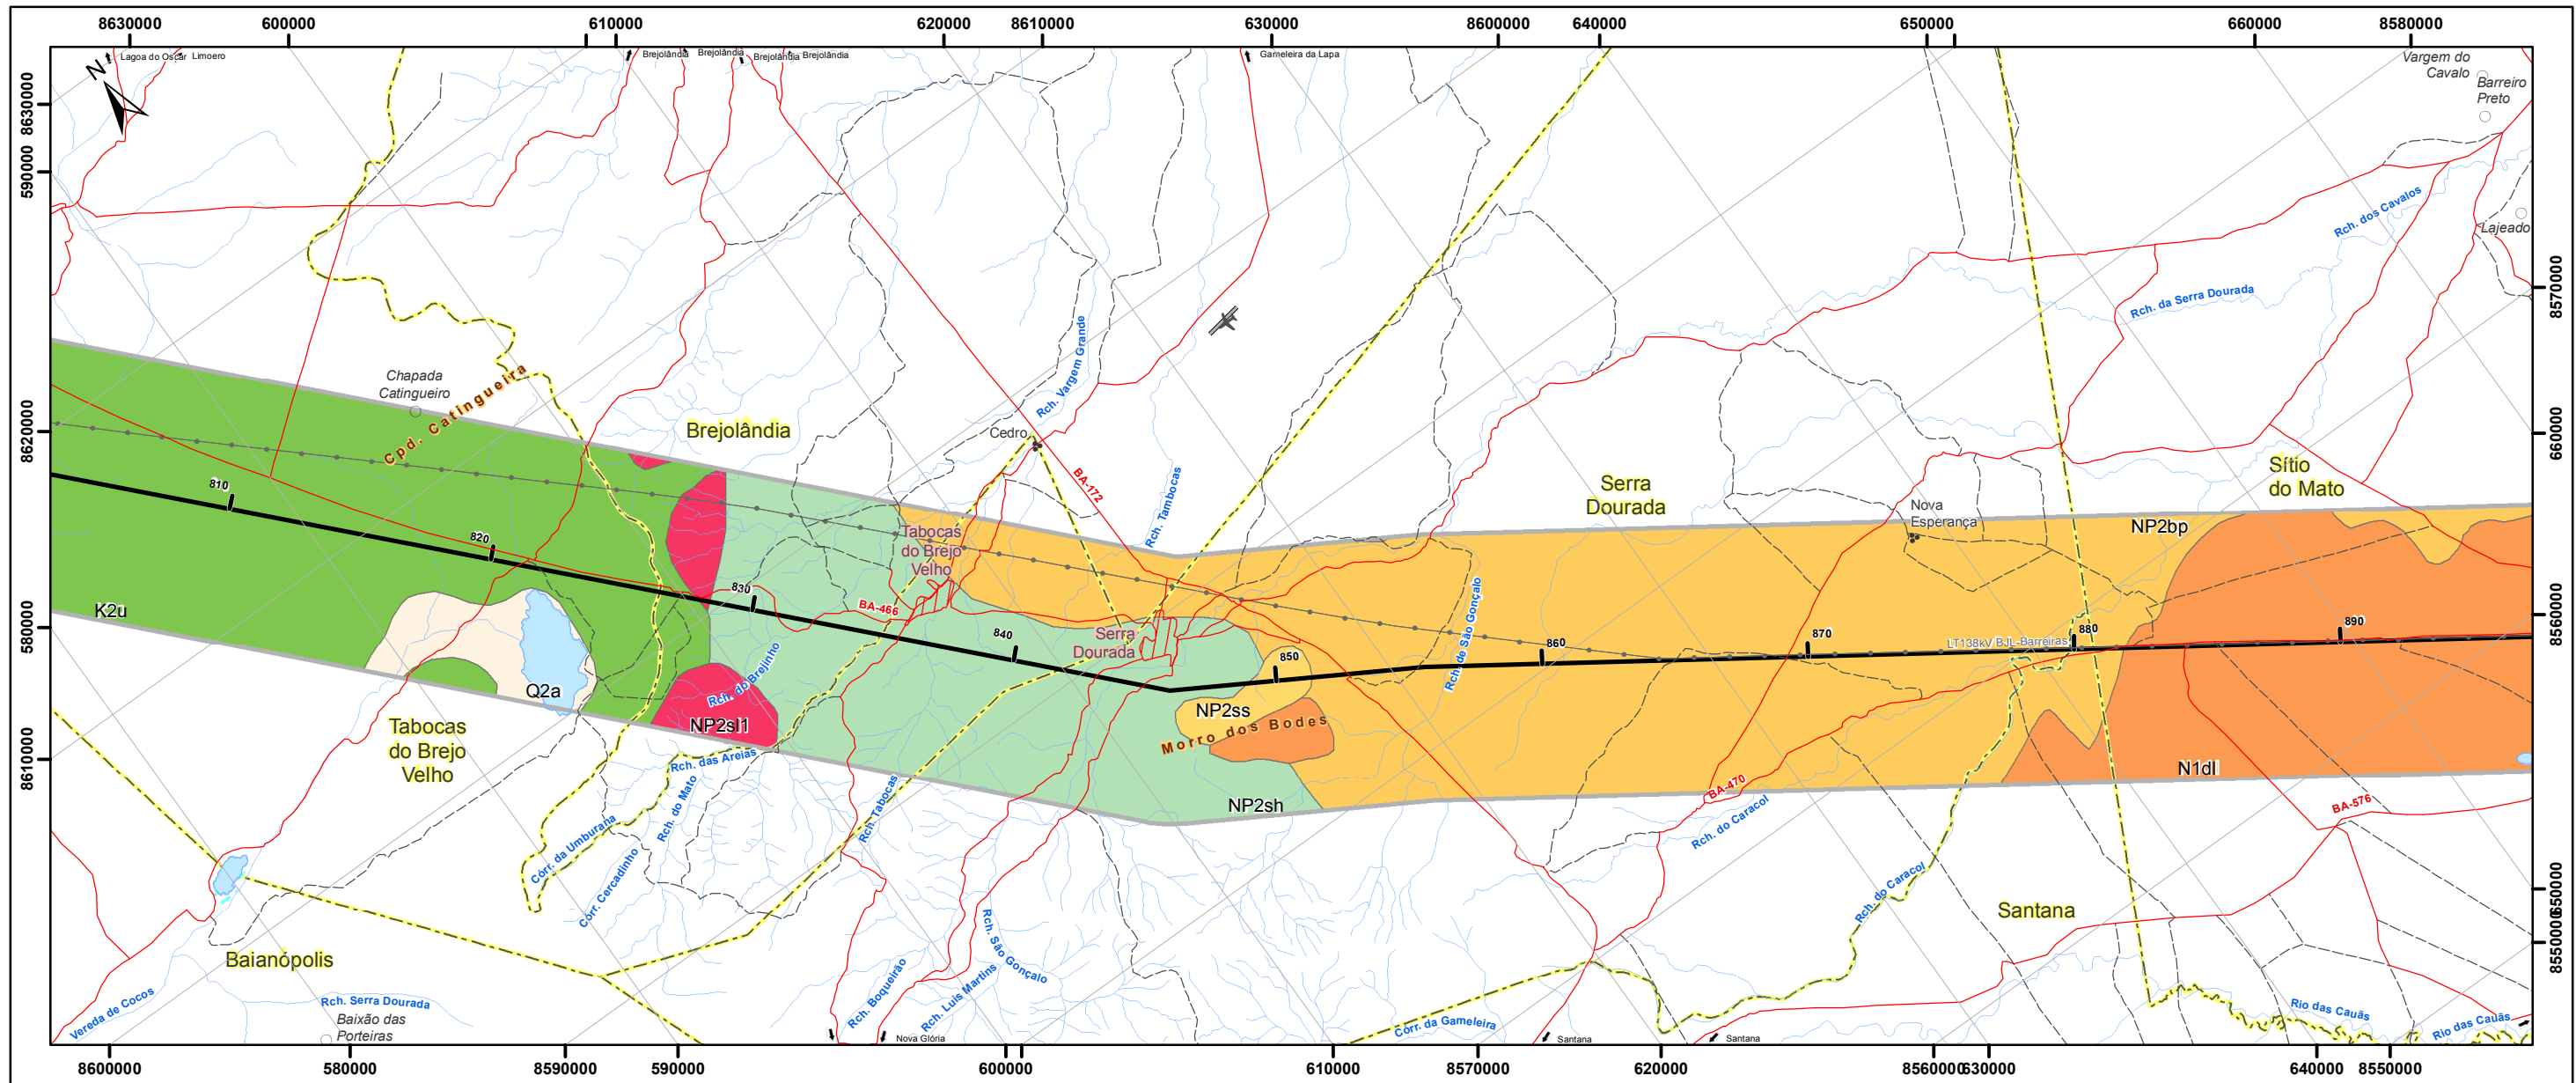 8630000 600000 610000 620000 8610000 630000 8600000 640000 650000 660000 8580000
N
Lagoa do Oscar
Limoero
Brejolândia
Brejolândia
Brejolândia
Brejolândia
Gameleira da Lapa
Vargem do
Cavalo
Barreiro
Preto
Lajeado
8630000
590000
8620000
580000
8610000
8570000
660000
8560000
650000
8550000
Rch. dos Cavalos
Rch. da Serra Dourada
Chapada
Catingueiro
Cpd. Catingueira
Brejolândia
Cedro
Rch. Vargem Grande
BA-172
Rch. Tambocas
Serra
Dourada
Sítio
do Mato
Nova
Esperança
NP2bp
810
820
830
840
850
860
870
880
890
Tabocas
do Brejo
Velho
BA-466
Serra
Dourada
Rch. de São Gonçalo
LT138kV BJL-Barreiras
K2u
Q2a
Rch. do Brejinho
NP2sl1
NP2ss
Morro dos Bodes
NP2sh
N1dl
Tabocas
do Brejo
Velho
Rch. das Areias
Rch. do Mato
Rch. Tabocas
Córr. da Umburana
Córr. Cercadinho
BA-470
Rch. do Caracol
BA-576
Rch. do Caracol
Santana
Baianópolis
Vereda de Cocos
Rch. Serra Dourada
Baixão das
Porteiras
Rch. Boqueirão
Rch. São Gonçalo
Rch. Luis Martins
Nova Glória
Córr. da Gameleira
Santana
Santana
Rio das Cauãs
Rio das Cauãs
8600000 580000 8590000 590000 600000 610000 8570000 620000 8560000 630000 640000 8550000